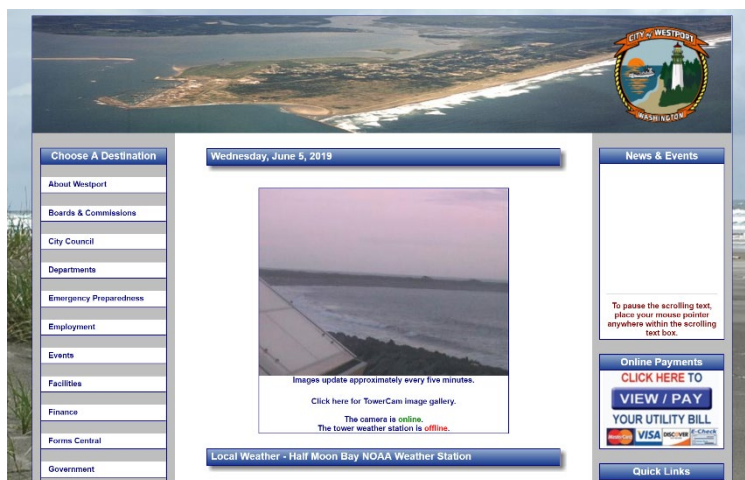 CITY of WESTPORT
WASHINGTON
Choose A Destination
About Westport
Boards & Commissions
City Council
Departments
Emergency Preparedness
Employment
Events
Facilities
Finance
Forms Central
Government
Wednesday, June 5, 2019
Images update approximately every five minutes.
Click here for TowerCam image gallery.
The camera is online.
The tower weather station is offline.
Local Weather - Half Moon Bay NOAA Weather Station
News & Events
To pause the scrolling text,
place your mouse pointer
anywhere within the scrolling
text box.
Online Payments
CLICK HERE TO
VIEW / PAY
YOUR UTILITY BILL
MasterCard VISA DISCOVER E-Check
Quick Links